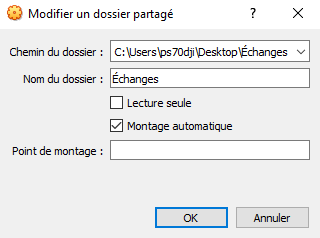 Modifier un dossier partagé
Chemin du dossier : C:\Users\ps70dji\Desktop\Échanges
Nom du dossier : Échanges
Lecture seule
Montage automatique
Point de montage :
OK Annuler